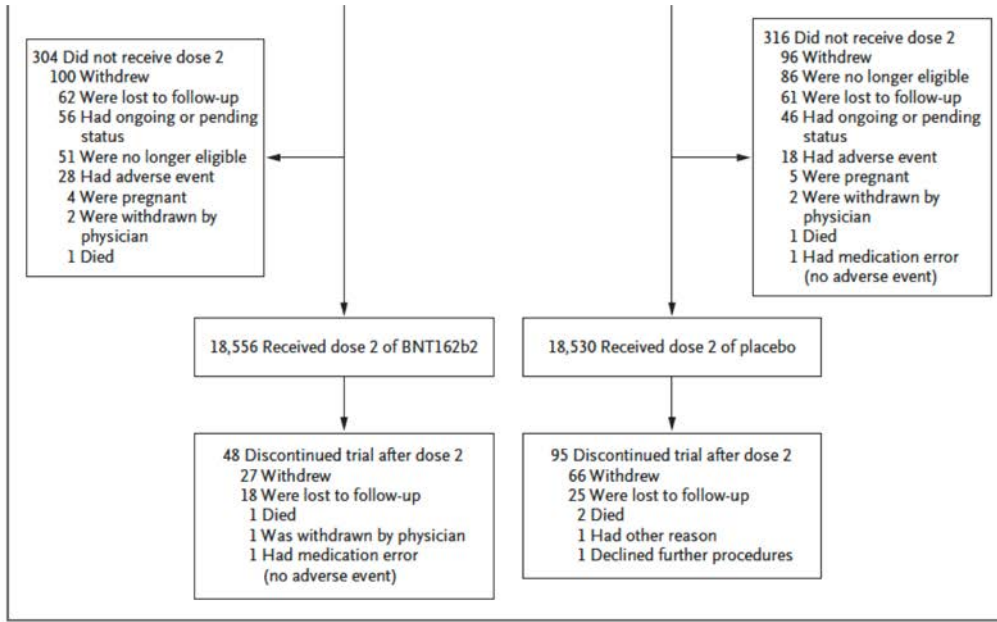 304 Did not receive dose 2
100 Withdrew
62 Were lost to follow-up
56 Had ongoing or pending
status
51 Were no longer eligible
28 Had adverse event
4 Were pregnant
2 Were withdrawn by
physician
1 Died
316 Did not receive dose 2
96 Withdrew
86 Were no longer eligible
61 Were lost to follow-up
46 Had ongoing or pending
status
18 Had adverse event
5 Were pregnant
2 Were withdrawn by
physician
1 Died
1 Had medication error
(no adverse event)
18,556 Received dose 2 of BNT162b2
18,530 Received dose 2 of placebo
48 Discontinued trial after dose 2
27 Withdrew
18 Were lost to follow-up
1 Died
1 Was withdrawn by physician
1 Had medication error
(no adverse event)
95 Discontinued trial after dose 2
66 Withdrew
25 Were lost to follow-up
2 Died
1 Had other reason
1 Declined further procedures